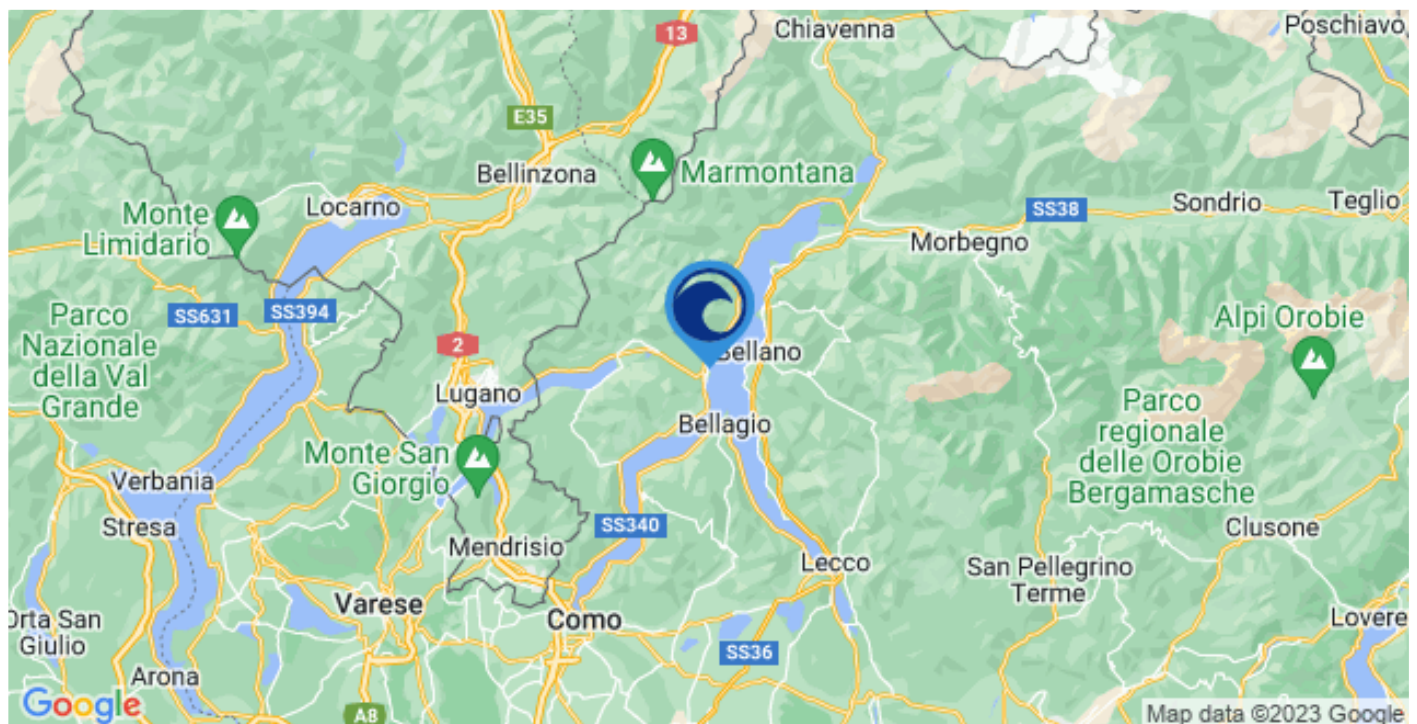 13
Chiavenna
Poschiavo
E35
Bellinzona
Marmontana
Locarno
Monte
Limidario
SS38
Sondrio
Teglio
Morbegno
SS631
SS394
Parco
Nazionale
della Val
Grande
2
Bellano
Alpi Orobie
Lugano
Bellagio
Parco
regionale
delle Orobie
Bergamasche
Monte San
Giorgio
Verbania
Stresa
SS340
Clusone
Mendrisio
Lecco
San Pellegrino
Terme
Varese
Como
Orta San
Giulio
Lovere
SS36
Arona
A8
Google
Map data ©2023 Google